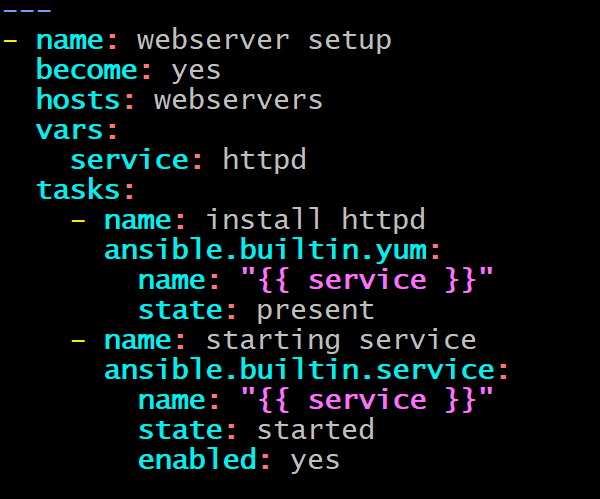 ---
- name: webserver setup
  become: yes
  hosts: webservers
  vars:
    service: httpd
  tasks:
    - name: install httpd
      ansible.builtin.yum:
        name: "{{ service }}"
        state: present
    - name: starting service
      ansible.builtin.service:
        name: "{{ service }}"
        state: started
        enabled: yes